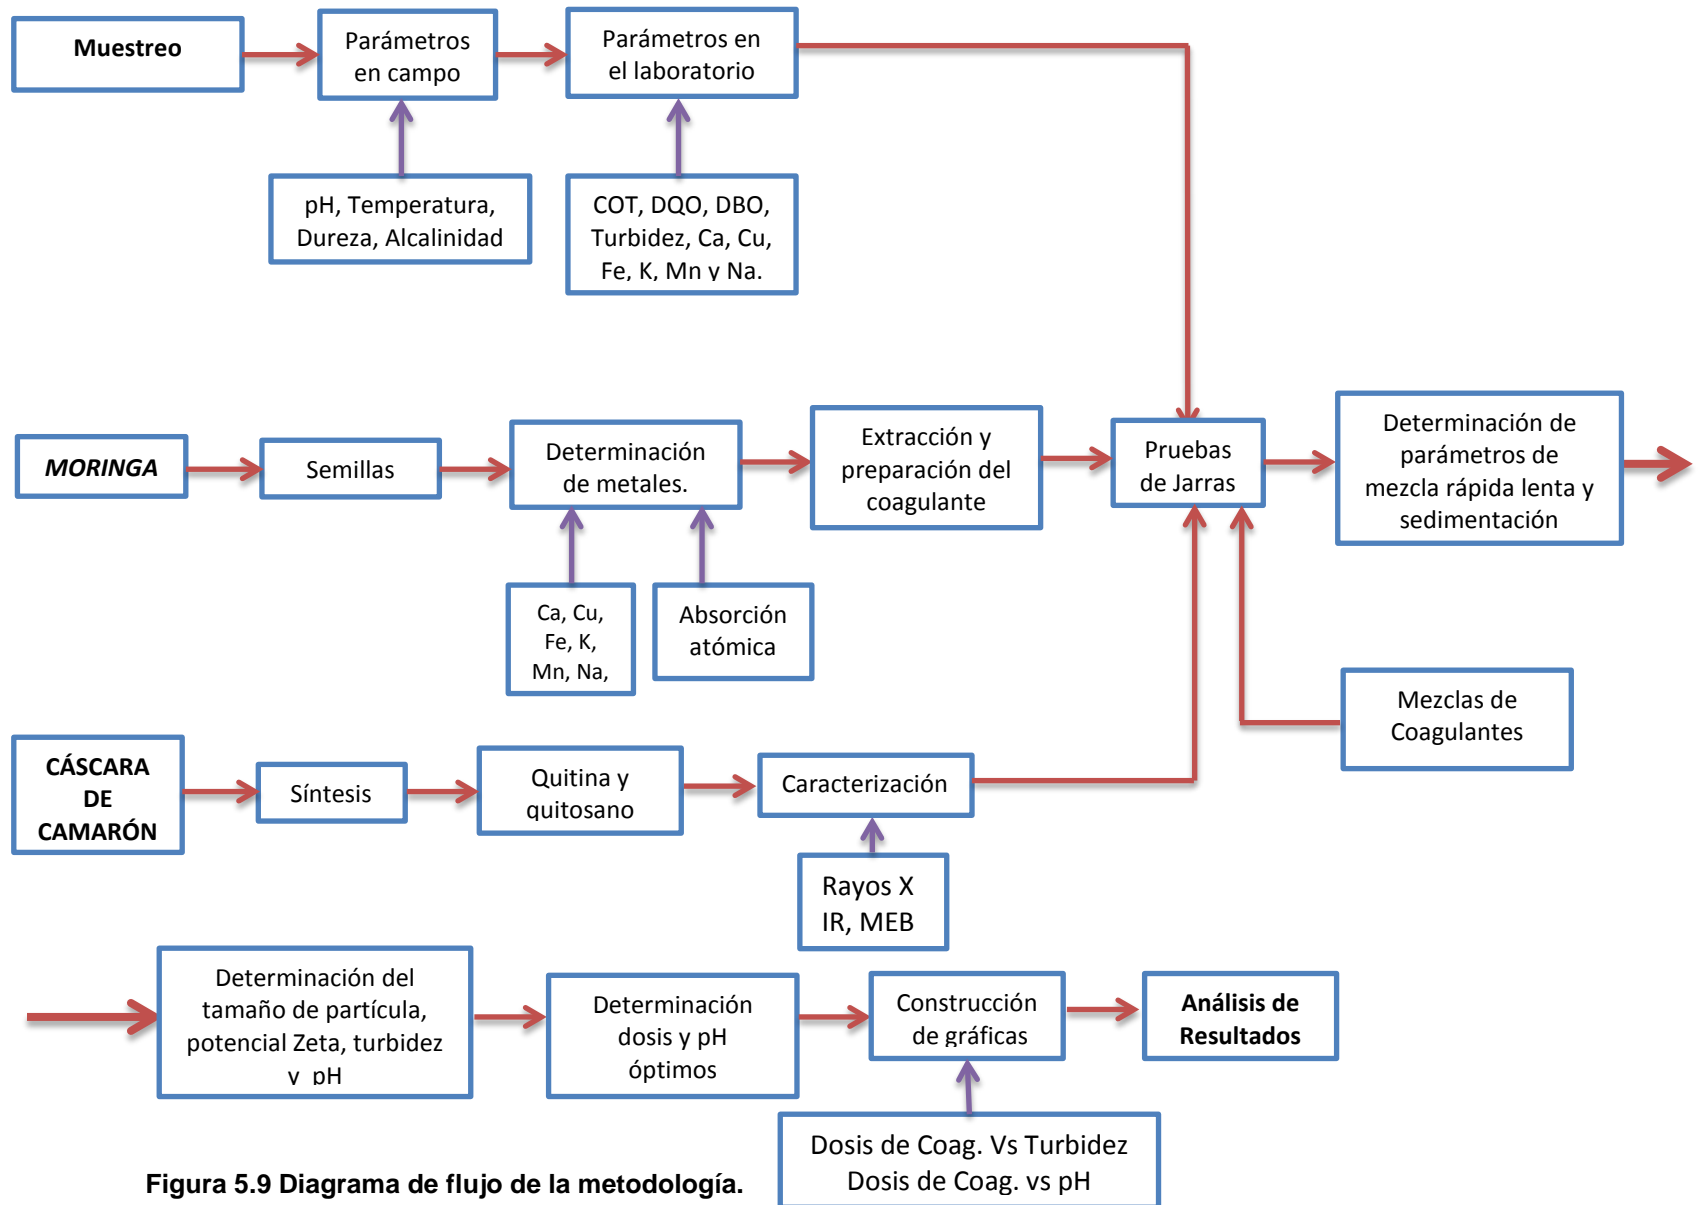 Muestreo
Parámetros
en campo
Parámetros en
el laboratorio
pH, Temperatura,
Dureza, Alcalinidad
COT, DQO, DBO,
Turbidez, Ca, Cu,
Fe, K, Mn y Na.
MORINGA
Semillas
Determinación
de metales.
Extracción y
preparación del
coagulante
Pruebas
de Jarras
Determinación de
parámetros de
mezcla rápida lenta y
sedimentación
Ca, Cu,
Fe, K,
Mn, Na,
Absorción
atómica
Mezclas de
Coagulantes
CÁSCARA
DE
CAMARÓN
Síntesis
Quitina y
quitosano
Caracterización
Rayos X
IR, MEB
Determinación del
tamaño de partícula,
potencial Zeta, turbidez
y pH
Determinación
dosis y pH
óptimos
Construcción
de gráficas
Análisis de
Resultados
Dosis de Coag. Vs Turbidez
Dosis de Coag. vs pH
Figura 5.9 Diagrama de flujo de la metodología.